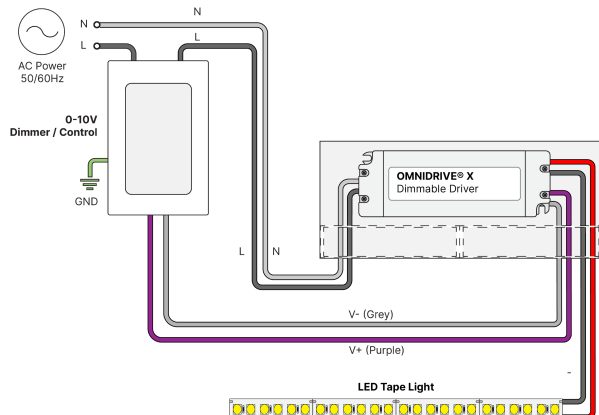 N
N
L
L
AC Power
50/60Hz
0-10V
Dimmer / Control
GND
OMNIDRIVE® X
Dimmable Driver
L
N
V- (Grey)
V+ (Purple)
-
LED Tape Light